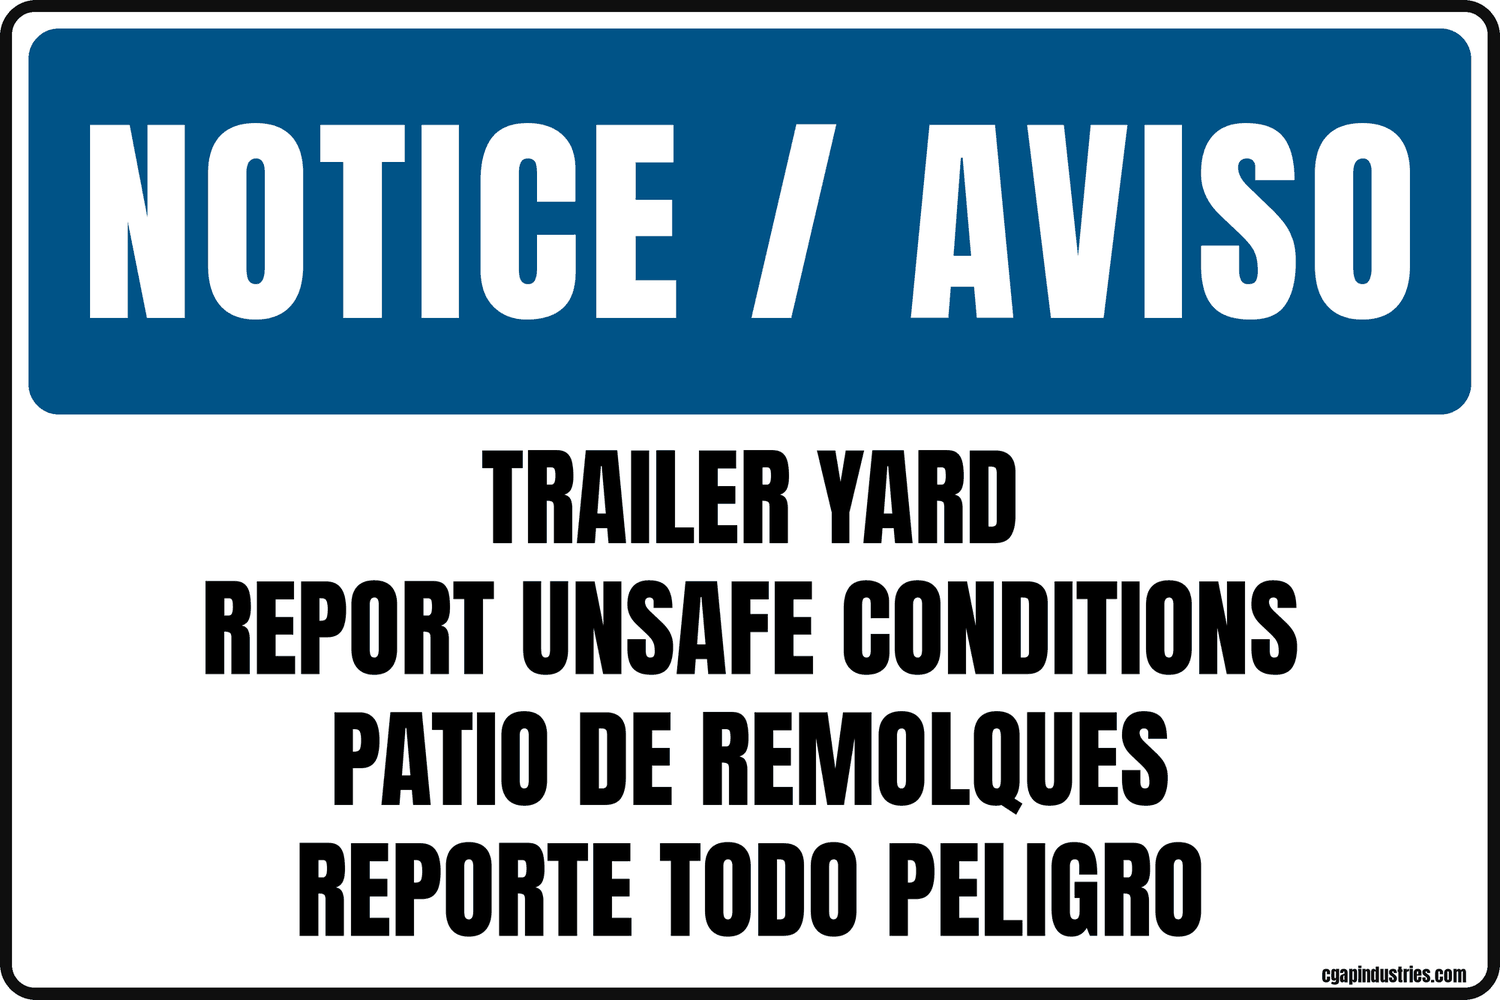 NOTICE / AVISO
TRAILER YARD
REPORT UNSAFE CONDITIONS
PATIO DE REMOLQUES
REPORTE TODO PELIGRO
cgapindustries.com